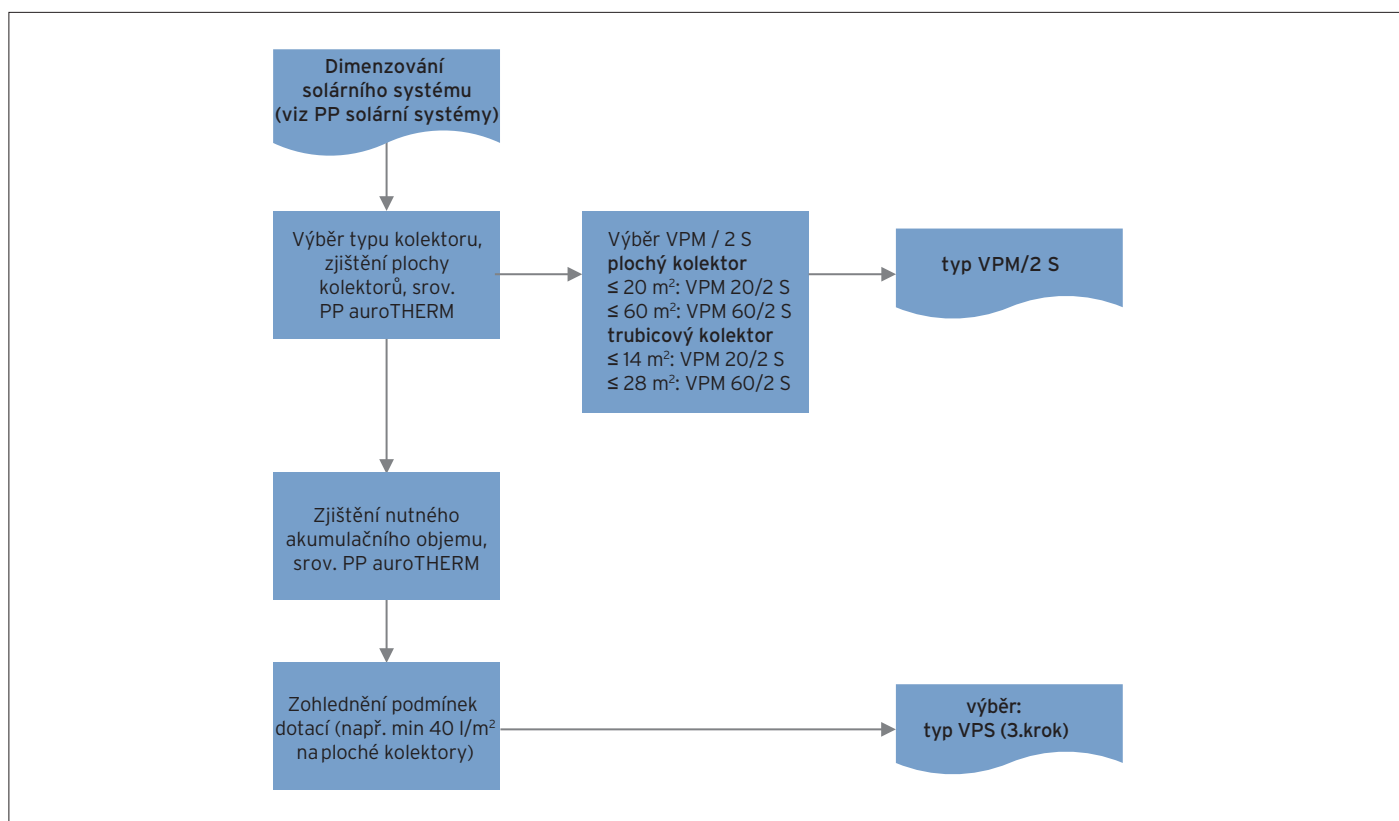 Dimenzování
solárního systému
(viz PP solární systémy)
Výběr typu kolektoru,
zjištění plochy
kolektorů, srov.
PP auroTHERM
Výběr VPM / 2 S
plochý kolektor
≤ 20 m²: VPM 20/2 S
≤ 60 m²: VPM 60/2 S
trubicový kolektor
≤ 14 m²: VPM 20/2 S
≤ 28 m²: VPM 60/2 S
typ VPM/2 S
Zjištění nutného
akumulačního objemu,
srov. PP auroTHERM
Zohlednění podmínek
dotací (např. min 40 l/m²
na ploché kolektory)
výběr:
typ VPS (3.krok)